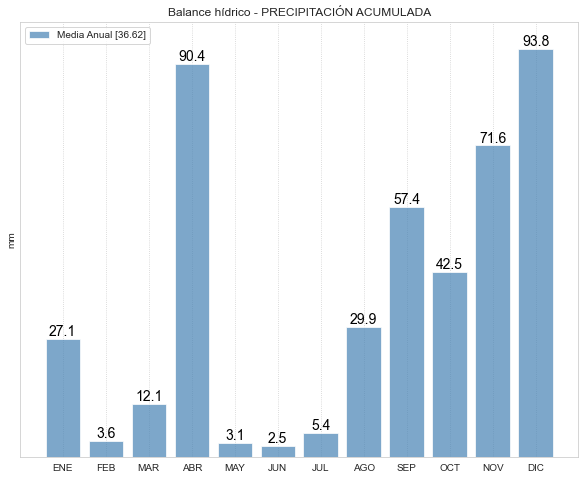 Balance hídrico - PRECIPITACIÓN ACUMULADA
Media Anual [36.62]
mm
27.1 3.6 12.1 90.4 3.1 2.5 5.4 29.9 57.4 42.5 71.6 93.8
ENE FEB MAR ABR MAY JUN JUL AGO SEP OCT NOV DIC